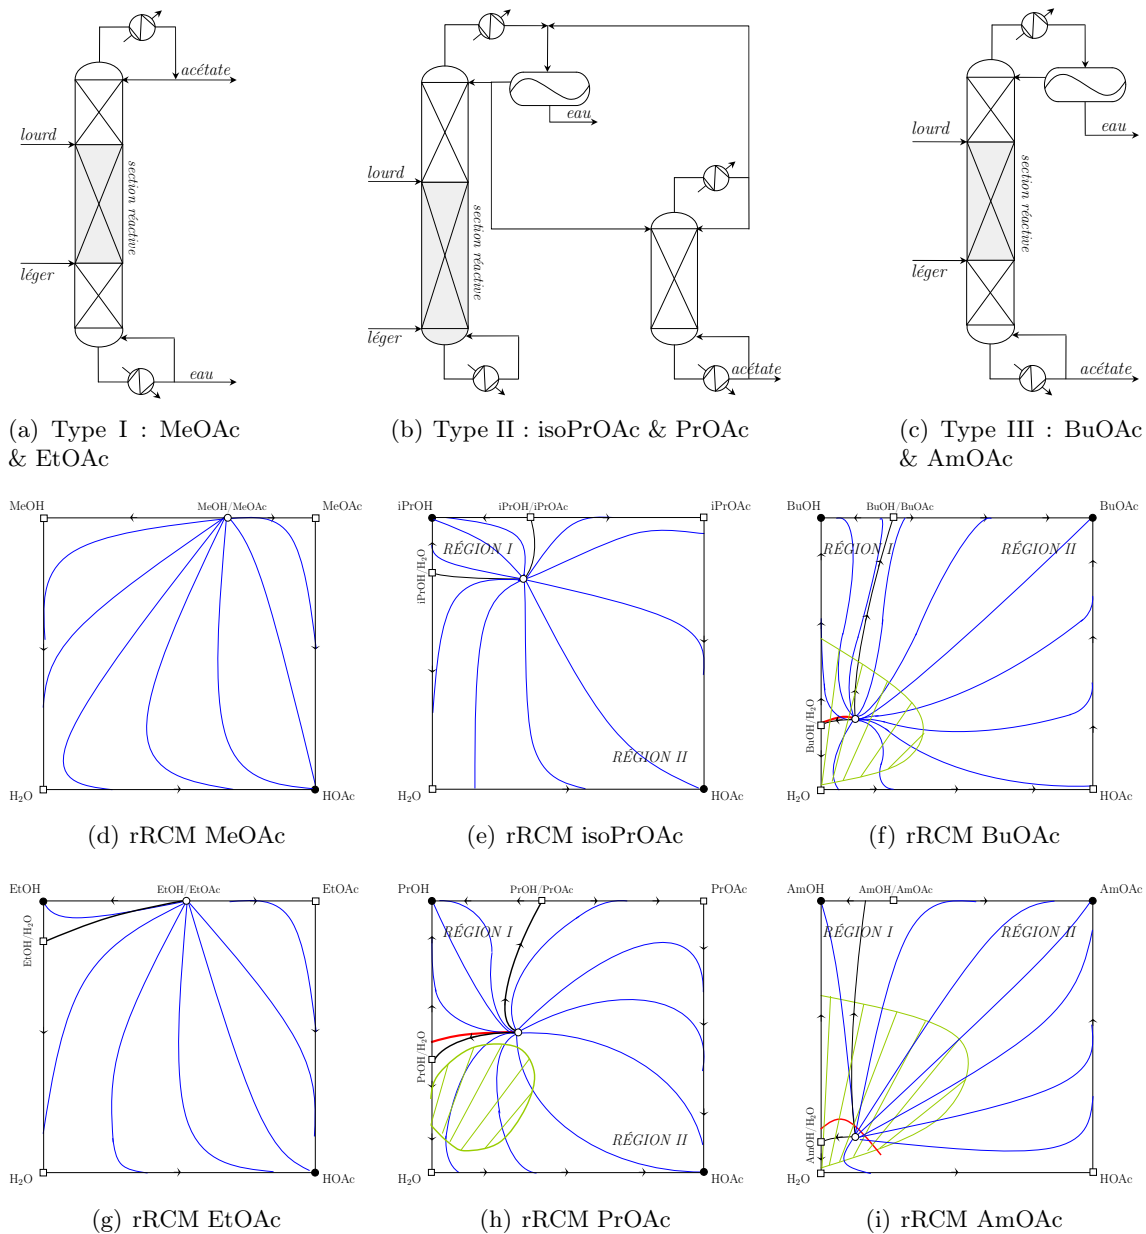 acétate
lourd
section réactive
léger
eau
(a) Type I : MeOAc
& EtOAc
eau
lourd
section réactive
léger
acétate
(b) Type II : isoPrOAc & PrOAc
eau
lourd
section réactive
léger
acétate
(c) Type III : BuOAc
& AmOAc
MeOH
MeOH/MeOAc
MeOAc
H₂O
HOAc
(d) rRCM MeOAc
iPrOH
iPrOH/iPrOAc
iPrOAc
RÉGION I
iPrOH/H₂O
RÉGION II
H₂O
HOAc
(e) rRCM isoPrOAc
BuOH
BuOH/BuOAc
BuOAc
RÉGION I
RÉGION II
BuOH/H₂O
H₂O
HOAc
(f) rRCM BuOAc
EtOH
EtOH/EtOAc
EtOAc
EtOH/H₂O
H₂O
HOAc
(g) rRCM EtOAc
PrOH
PrOH/PrOAc
PrOAc
RÉGION I
PrOH/H₂O
RÉGION II
H₂O
HOAc
(h) rRCM PrOAc
AmOH
AmOH/AmOAc
AmOAc
RÉGION I
RÉGION II
AmOH/H₂O
H₂O
HOAc
(i) rRCM AmOAc